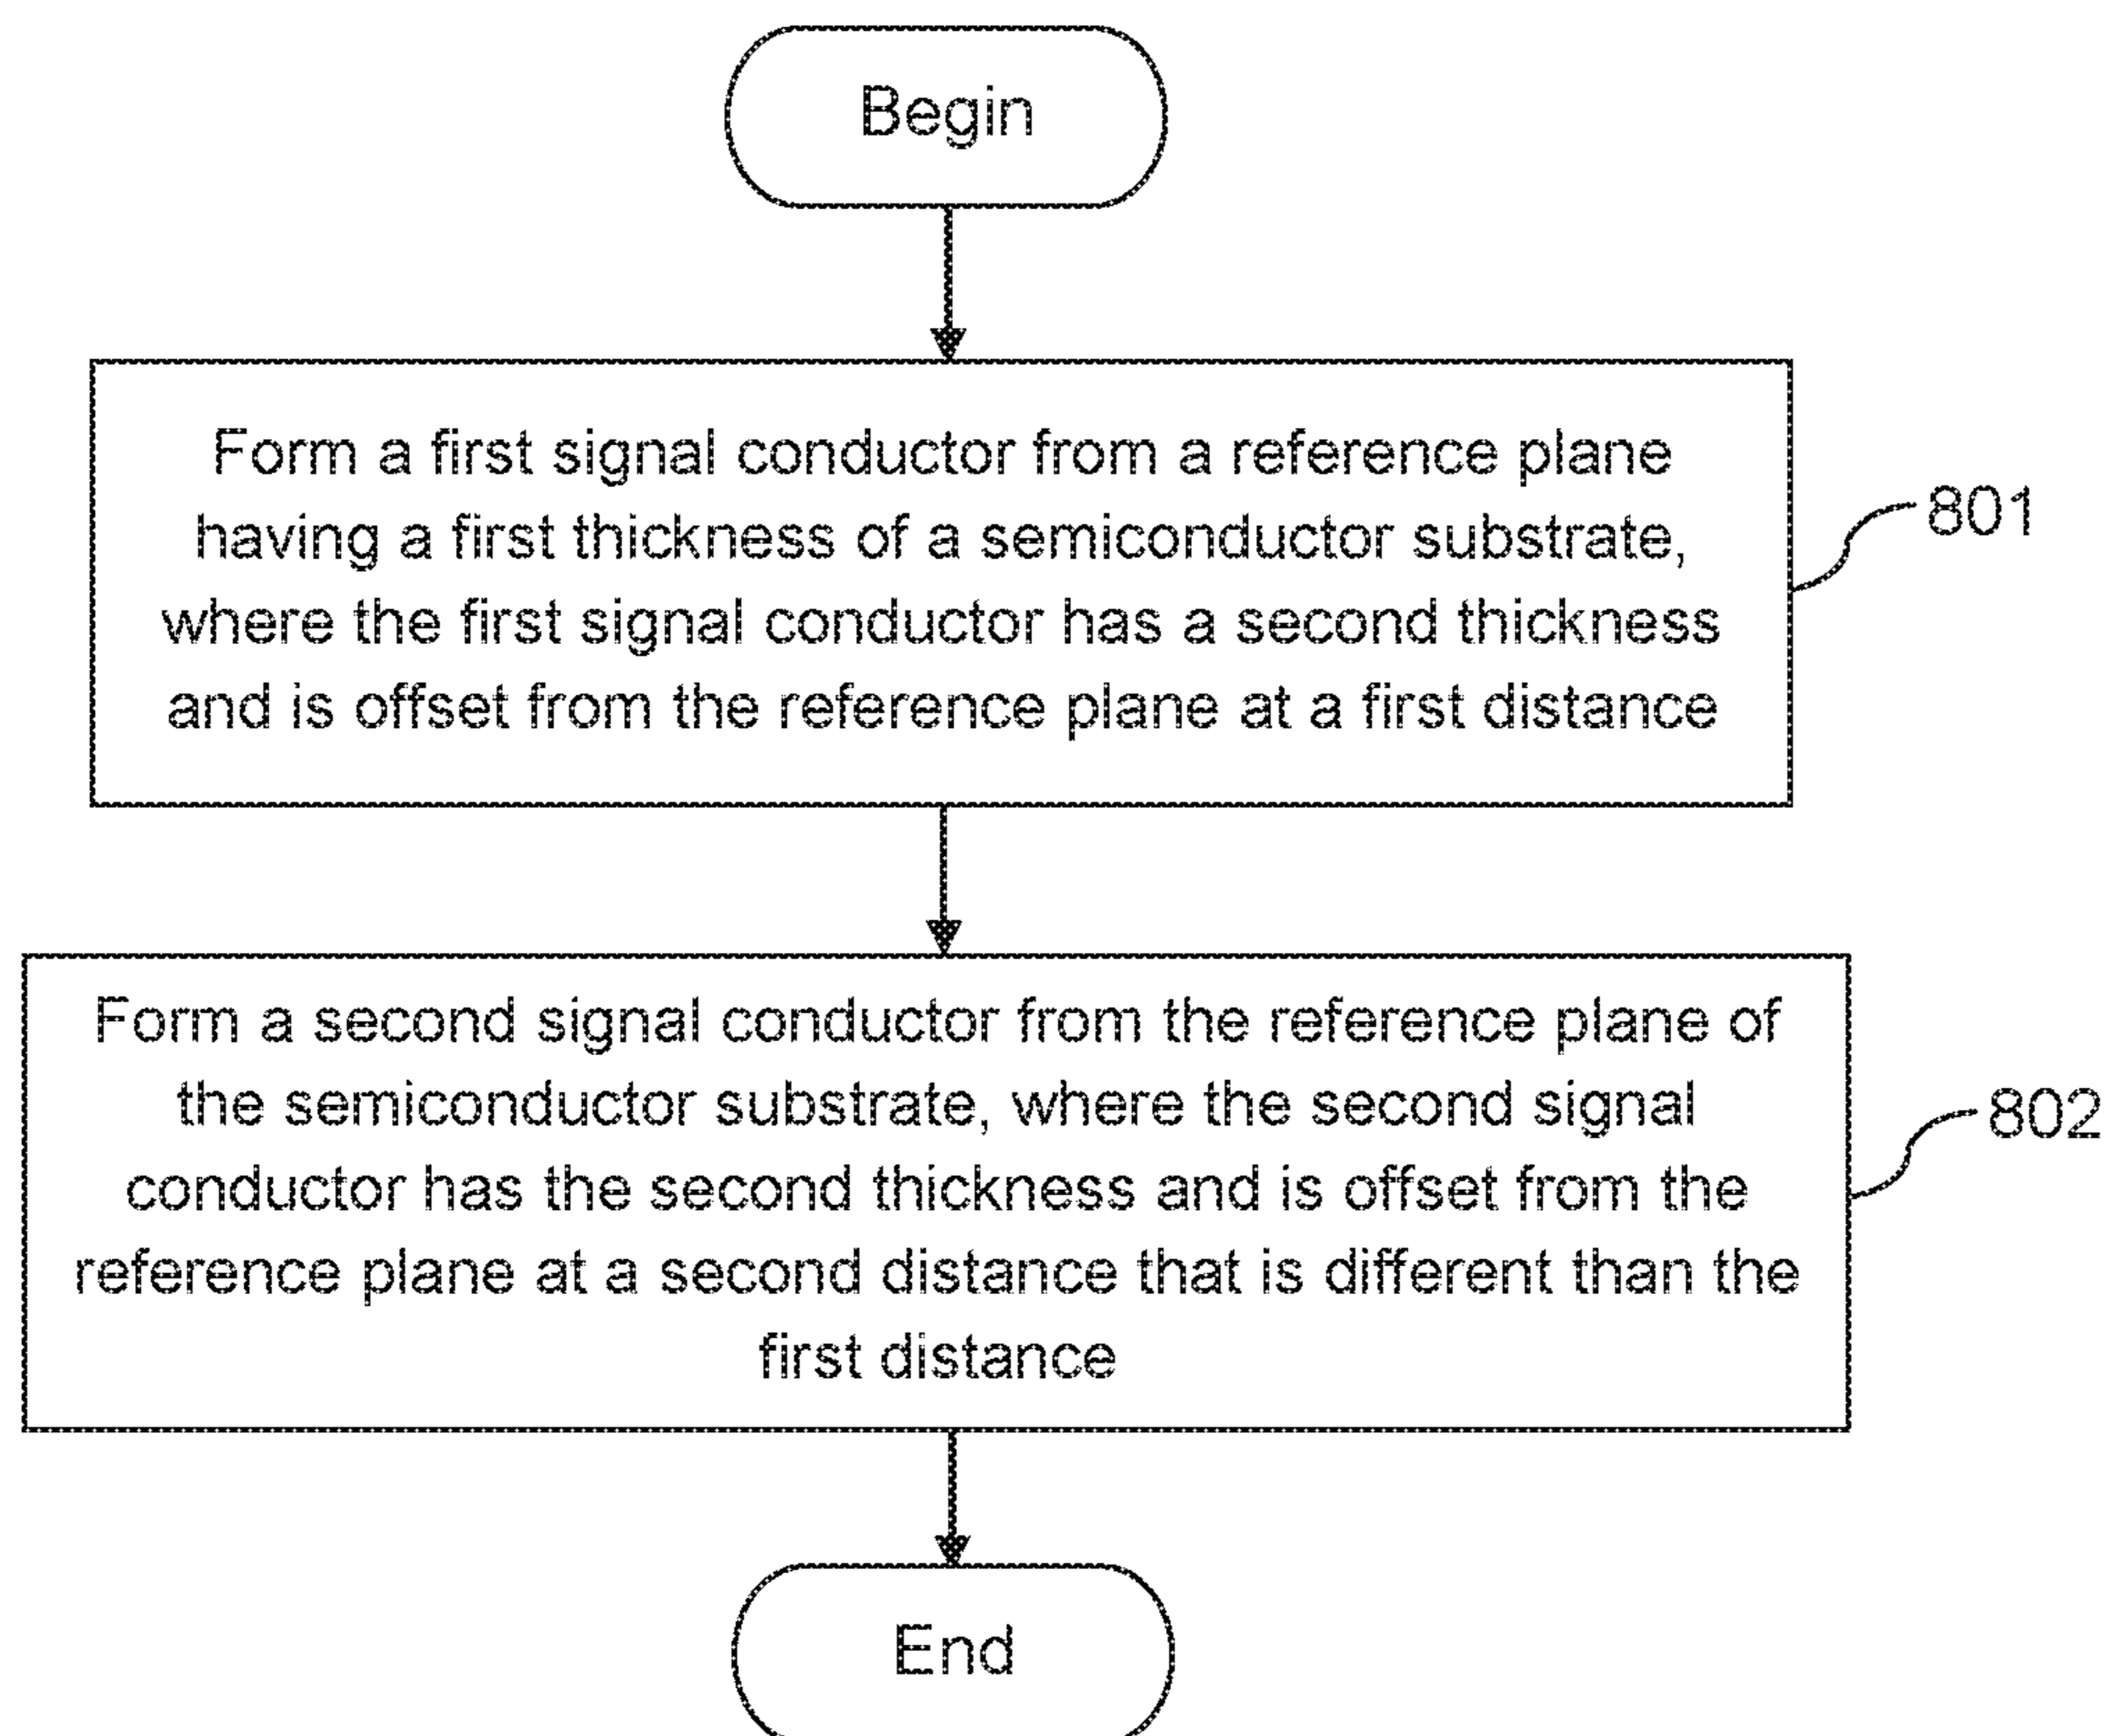 Begin
Form a first signal conductor from a reference plane
having a first thickness of a semiconductor substrate,
where the first signal conductor has a second thickness
and is offset from the reference plane at a first distance
801
Form a second signal conductor from the reference plane of
the semiconductor substrate, where the second signal
conductor has the second thickness and is offset from the
reference plane at a second distance that is different than the
first distance
802
End